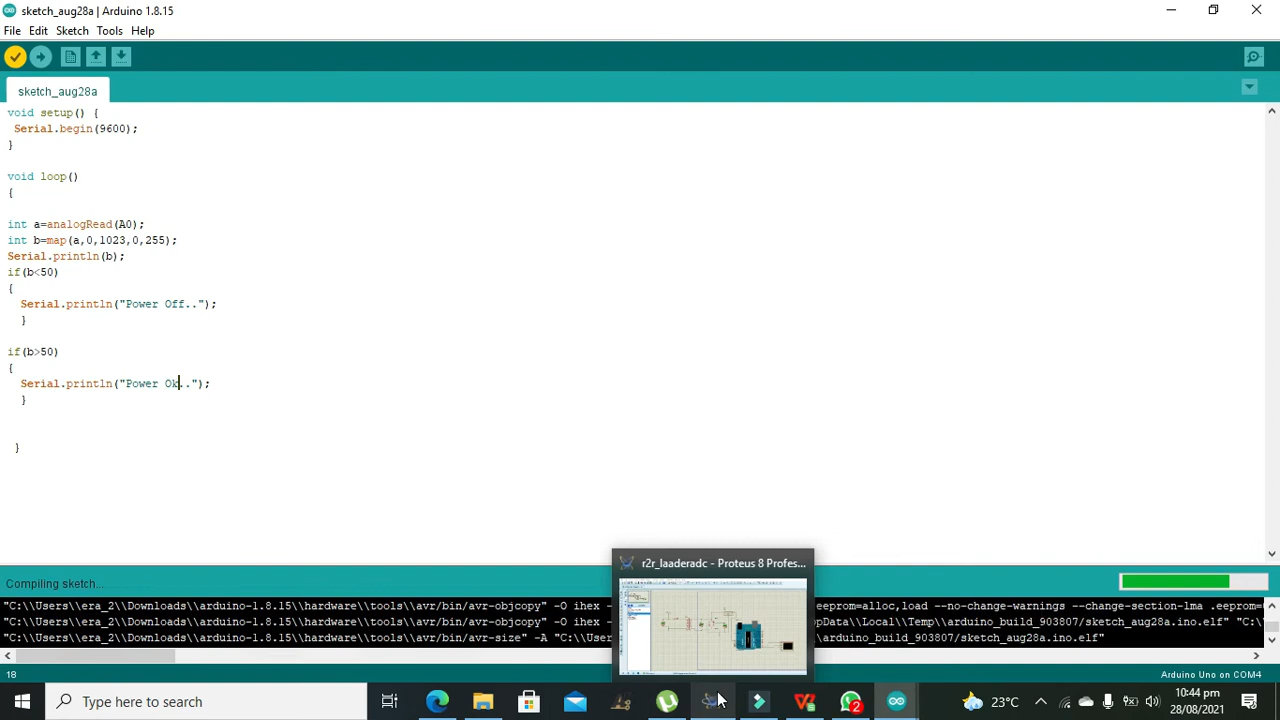 sketch_aug28a | Arduino 1.8.15
File Edit Sketch Tools Help
sketch_aug28a
void setup() {
Serial.begin(9600);
}
void loop()
{
int a=analogRead(A0);
int b=map(a,0,1023,0,255);
Serial.println(b);
if(b<50)
{
Serial.println("Power Off..");
}
if(b>50)
{
Serial.println("Power Ok..");
}
}
r2r_laaderadc - Proteus 8 Profes...
Compiling sketch...
"C:\\Users\\era_2\\Downloads\\arduino-1.8.15\\hardware\\tools\\avr/bin/avr-objcopy" -O ihex -
eeprom=alloc,load --no-change-warnings --change-section-lma .eeprom=
"C:\\Users\\era_2\\Downloads\\arduino-1.8.15\\hardware\\tools\\avr/bin/avr-objcopy" -O ihex
ppData\\Local\\Temp\\arduino_build_903807/sketch_aug28a.ino.elf" "C:
"C:\\Users\\era_2\\Downloads\\arduino-1.8.15\\hardware\\tools\\avr/bin/avr-size" -A "C:\\User
arduino_build_903807/sketch_aug28a.ino.elf"
18
Arduino Uno on COM4
Type here to search
2
23°C
10:44 pm
28/08/2021